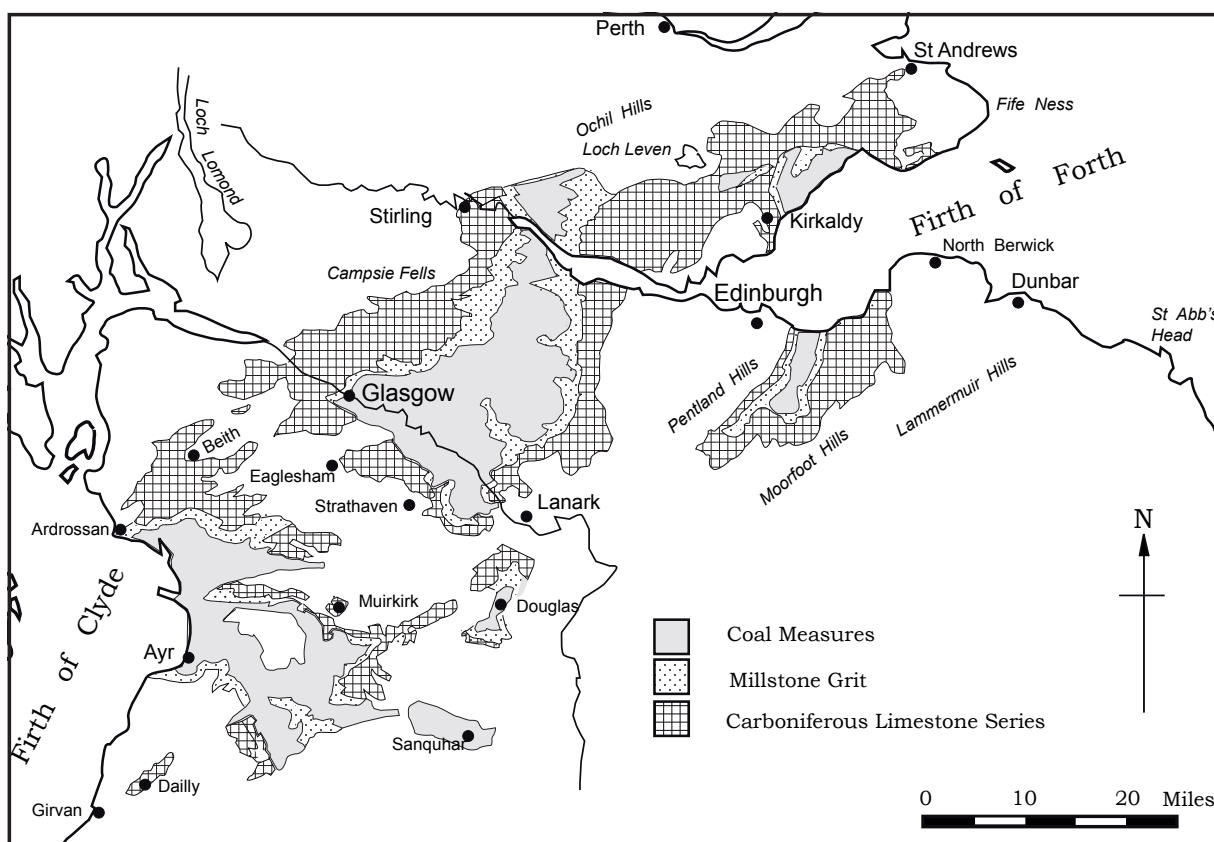 Perth
St Andrews
Loch Lomond
Ochil Hills
Fife Ness
Loch Leven
Firth of Forth
Stirling
Kirkaldy
North Berwick
Campsie Fells
Edinburgh
Dunbar
St Abb's
Head
Glasgow
Pentland Hills
Lammermuir Hills
Beith
Moorfoot Hills
Eaglesham
Strathaven
Lanark
Ardrossan
N
Firth of Clyde
Muirkirk
Douglas
Coal Measures
Ayr
Millstone Grit
Carboniferous Limestone Series
Sanquhar
Dailly
Girvan
0 10 20 Miles